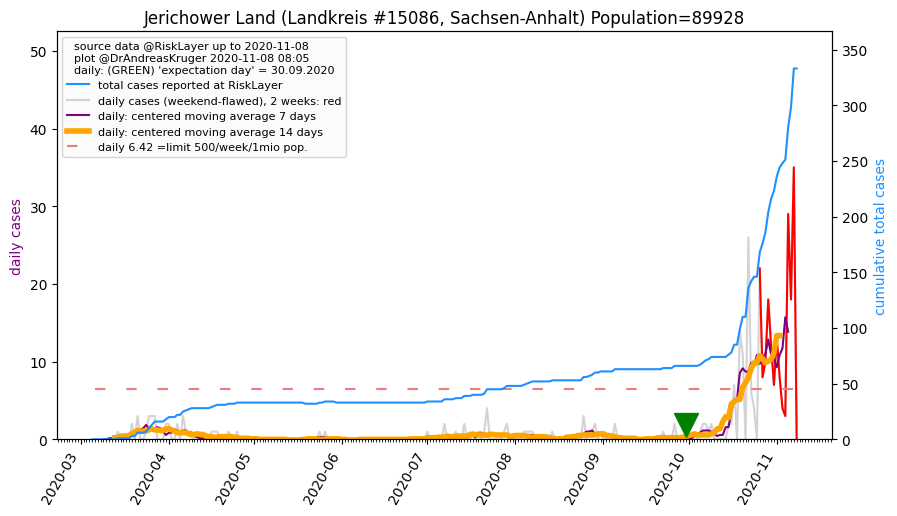 Jerichower Land (Landkreis #15086, Sachsen-Anhalt) Population=89928
source data @RiskLayer up to 2020-11-08
plot @DrAndreasKruger 2020-11-08 08:05
daily: (GREEN) 'expectation day' = 30.09.2020
total cases reported at RiskLayer
daily cases (weekend-flawed), 2 weeks: red
daily: centered moving average 7 days
daily: centered moving average 14 days
daily 6.42 =limit 500/week/1mio pop.
daily cases
50
40
30
20
10
0
cumulative total cases
350
300
250
200
150
100
50
0
2020-03
2020-04
2020-05
2020-06
2020-07
2020-08
2020-09
2020-10
2020-11